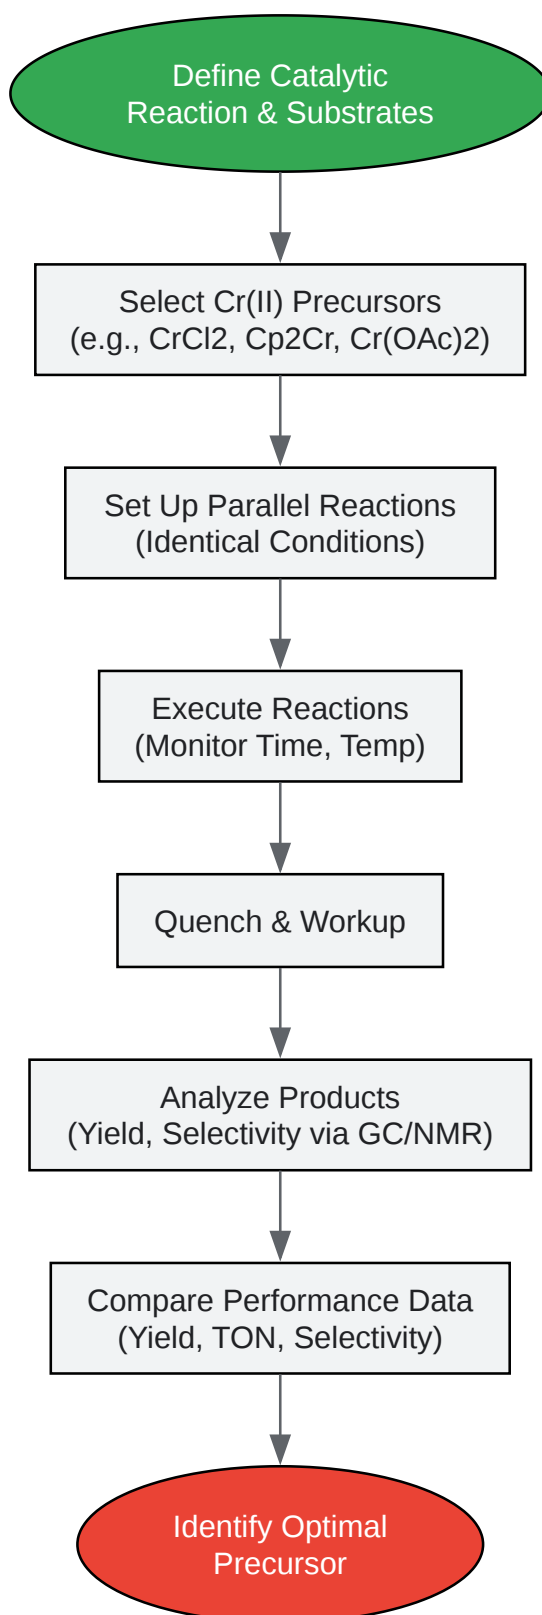 Define Catalytic
Reaction & Substrates
Select Cr(II) Precursors
(e.g., CrCl2, Cp2Cr, Cr(OAc)2)
Set Up Parallel Reactions
(Identical Conditions)
Execute Reactions
(Monitor Time, Temp)
Quench & Workup
Analyze Products
(Yield, Selectivity via GC/NMR)
Compare Performance Data
(Yield, TON, Selectivity)
Identify Optimal
Precursor